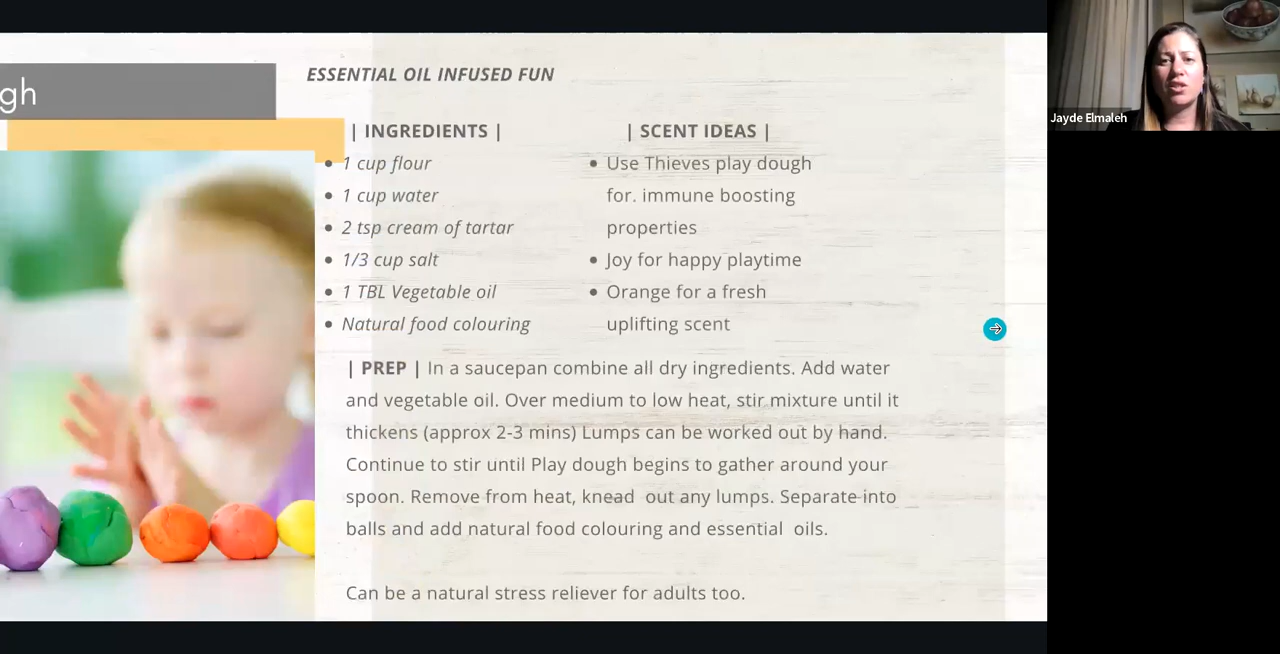 gh
ESSENTIAL OIL INFUSED FUN
| INGREDIENTS |
• 1 cup flour
• 1 cup water
• 2 tsp cream of tartar
• 1/3 cup salt
• 1 TBL Vegetable oil
• Natural food colouring
| SCENT IDEAS |
• Use Thieves play dough
for. immune boosting
properties
• Joy for happy playtime
• Orange for a fresh
uplifting scent
| PREP | In a saucepan combine all dry ingredients. Add water
and vegetable oil. Over medium to low heat, stir mixture until it
thickens (approx 2-3 mins) Lumps can be worked out by hand.
Continue to stir until Play dough begins to gather around your
spoon. Remove from heat, knead out any lumps. Separate into
balls and add natural food colouring and essential oils.
Can be a natural stress reliever for adults too.
Jayde Elmaleh